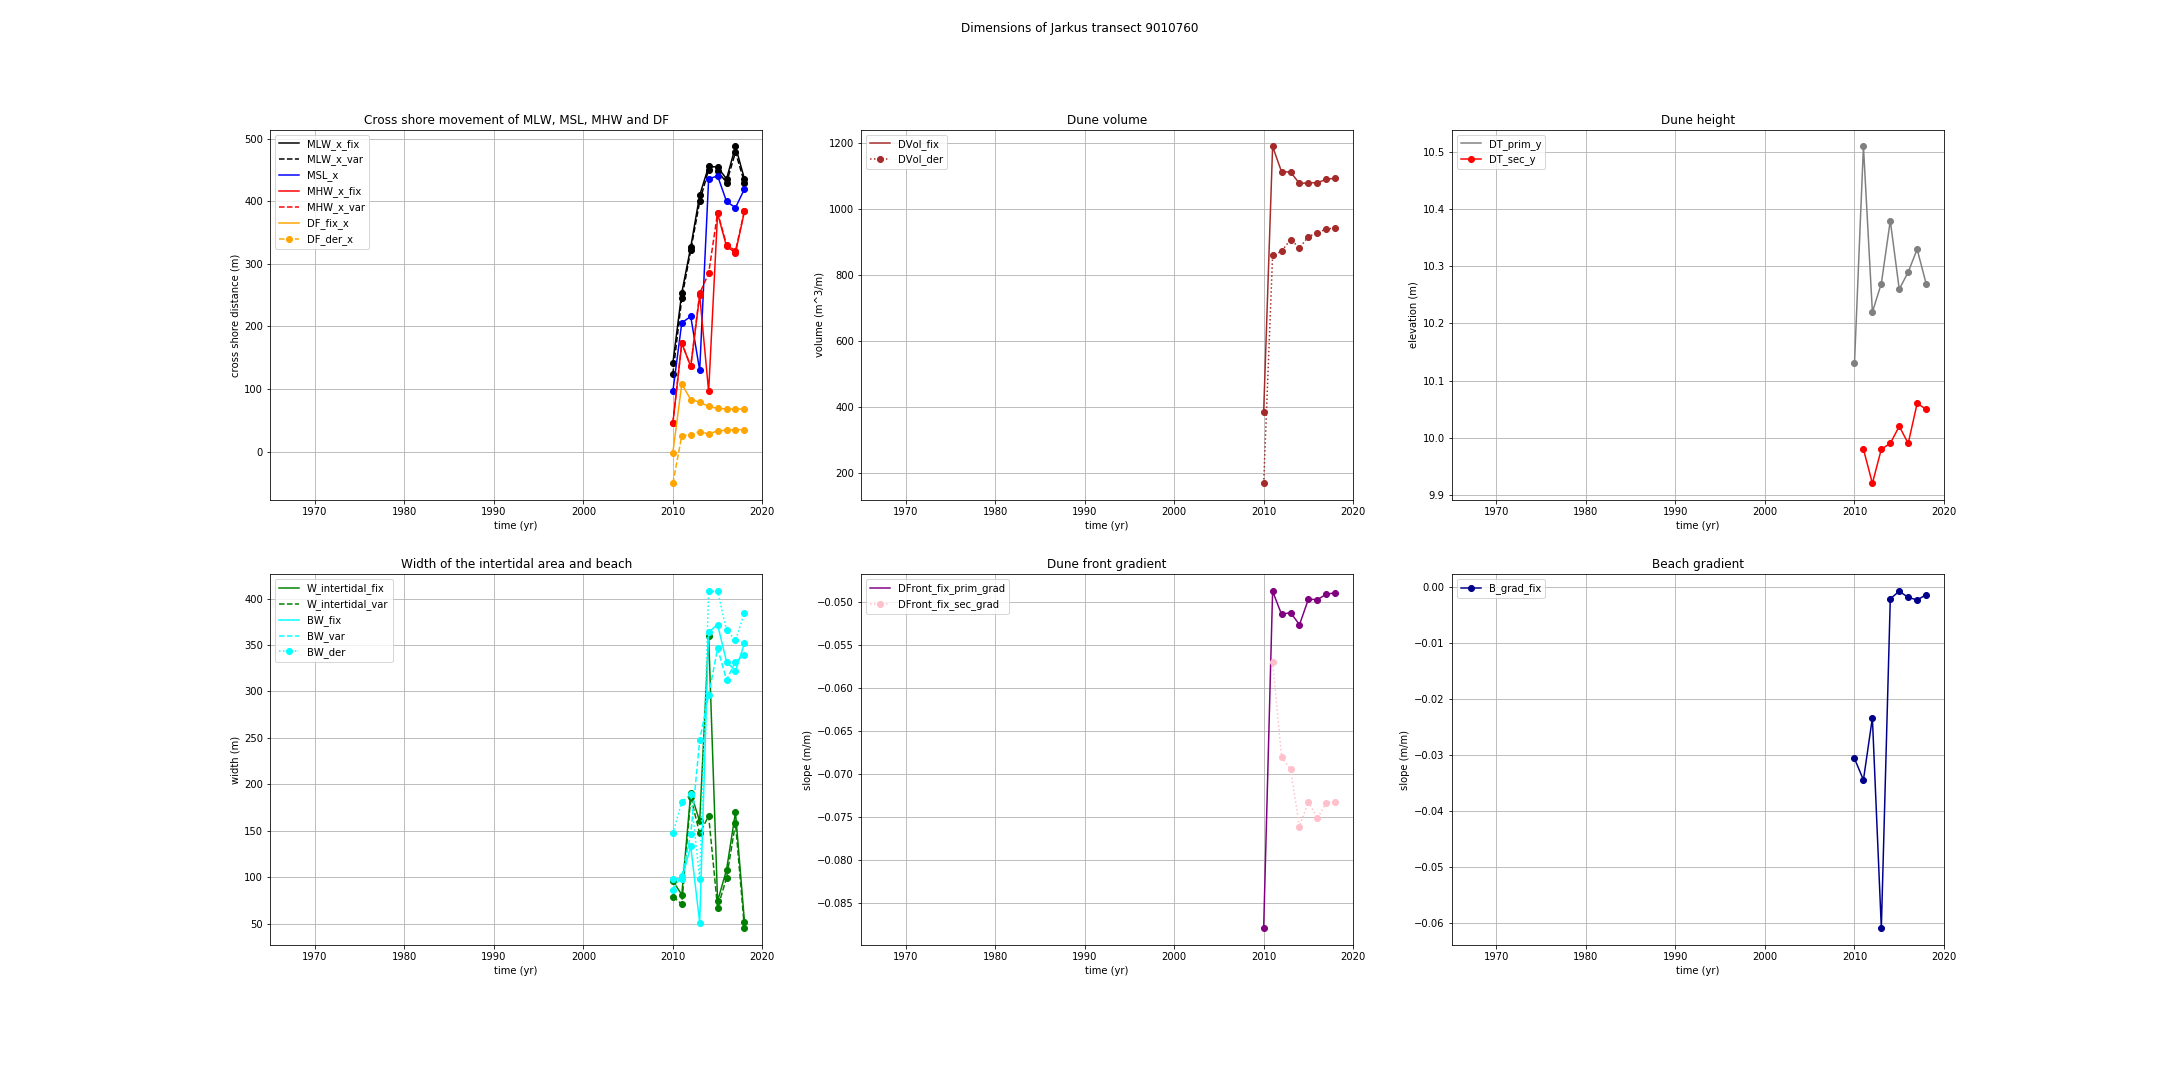 Dimensions of Jarkus transect 9010760
Cross shore movement of MLW, MSL, MHW and DF
MLW_x_fix
MLW_x_var
MSL_x
MHW_x_fix
MHW_x_var
DF_fix_x
DF_der_x
500
400
300
200
100
0
cross shore distance (m)
1970 1980 1990 2000 2010 2020
time (yr)
Dune volume
DVol_fix
DVol_der
1200
1000
800
600
400
200
volume (m^3/m)
1970 1980 1990 2000 2010 2020
time (yr)
Dune height
DT_prim_y
DT_sec_y
10.5
10.4
10.3
10.2
10.1
10.0
9.9
elevation (m)
1970 1980 1990 2000 2010 2020
time (yr)
Width of the intertidal area and beach
W_intertidal_fix
W_intertidal_var
BW_fix
BW_var
BW_der
400
350
300
250
200
150
100
50
width (m)
1970 1980 1990 2000 2010 2020
time (yr)
Dune front gradient
DFront_fix_prim_grad
DFront_fix_sec_grad
−0.050
−0.055
−0.060
−0.065
−0.070
−0.075
−0.080
−0.085
slope (m/m)
1970 1980 1990 2000 2010 2020
time (yr)
Beach gradient
B_grad_fix
0.00
−0.01
−0.02
−0.03
−0.04
−0.05
−0.06
slope (m/m)
1970 1980 1990 2000 2010 2020
time (yr)